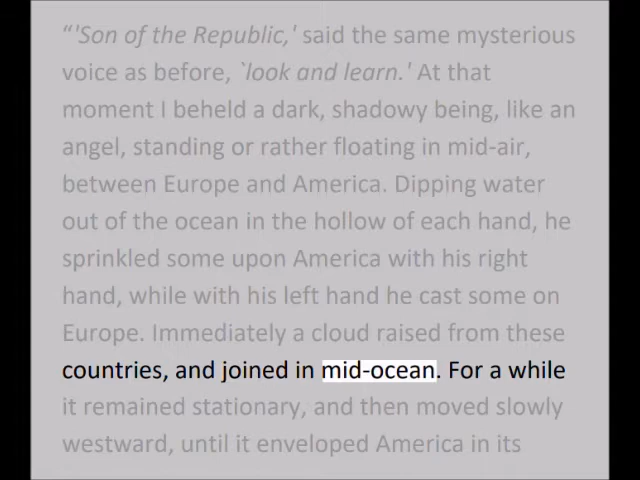 “'Son of the Republic,' said the same mysterious
voice as before, `look and learn.' At that
moment I beheld a dark, shadowy being, like an
angel, standing or rather floating in mid-air,
between Europe and America. Dipping water
out of the ocean in the hollow of each hand, he
sprinkled some upon America with his right
hand, while with his left hand he cast some on
Europe. Immediately a cloud raised from these
countries, and joined in mid-ocean. For a while
it remained stationary, and then moved slowly
westward, until it enveloped America in its